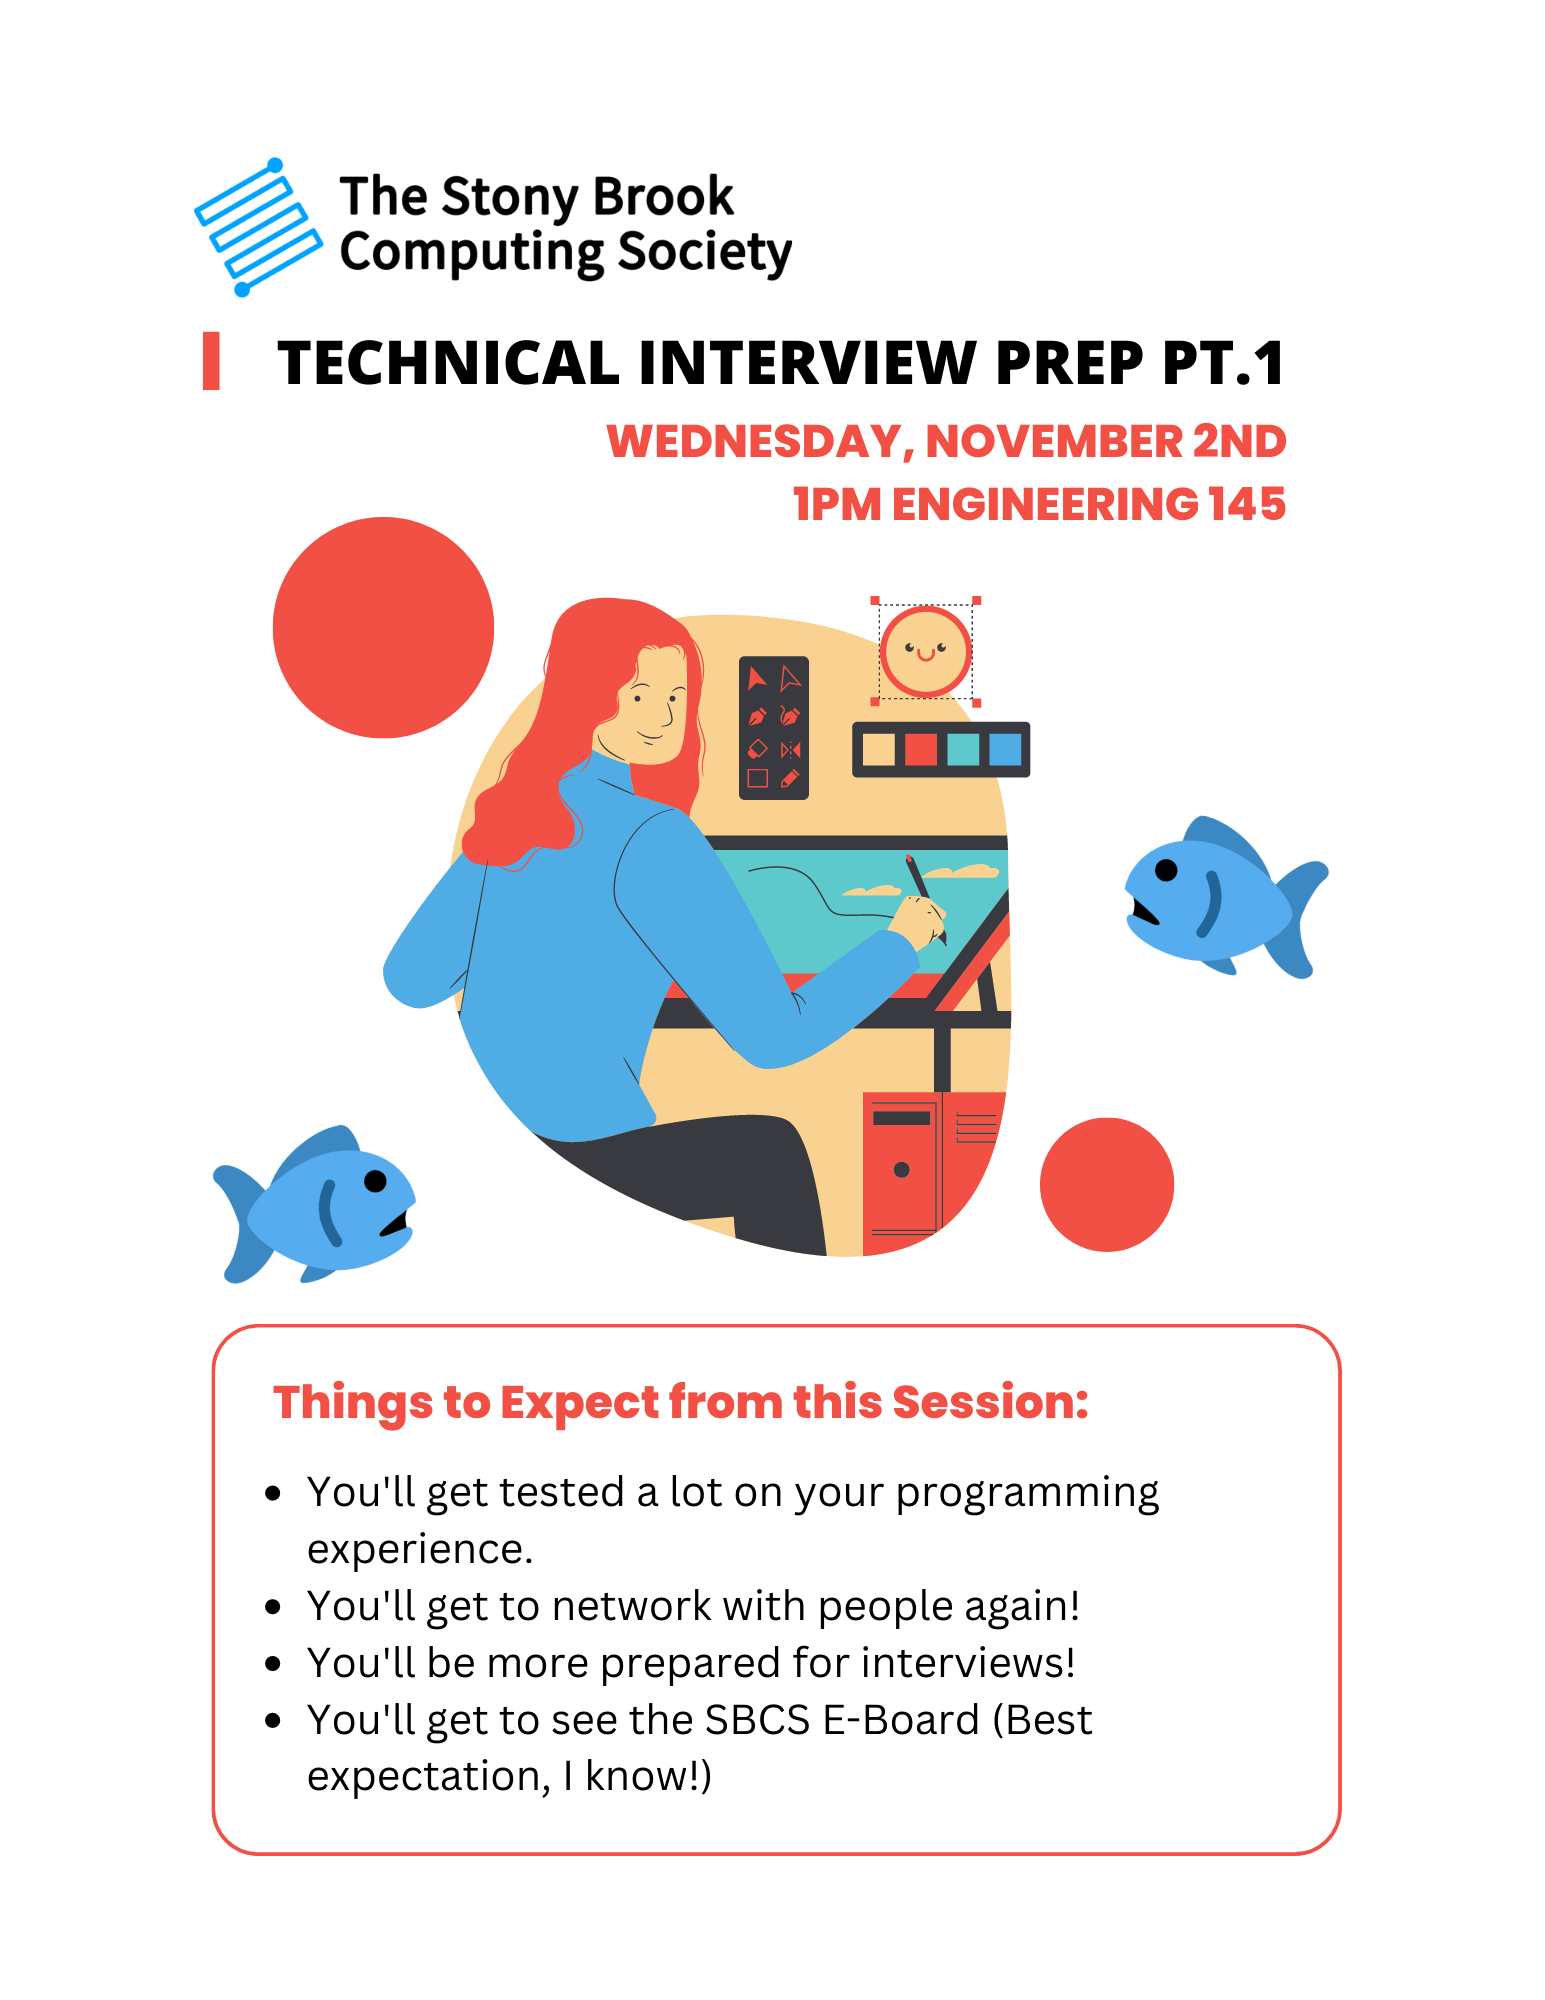 The Stony Brook
Computing Society
TECHNICAL INTERVIEW PREP PT.1
WEDNESDAY, NOVEMBER 2ND
1PM ENGINEERING 145
Things to Expect from this Session:
• You'll get tested a lot on your programming
experience.
• You'll get to network with people again!
• You'll be more prepared for interviews!
• You'll get to see the SBCS E-Board (Best
expectation, I know!)